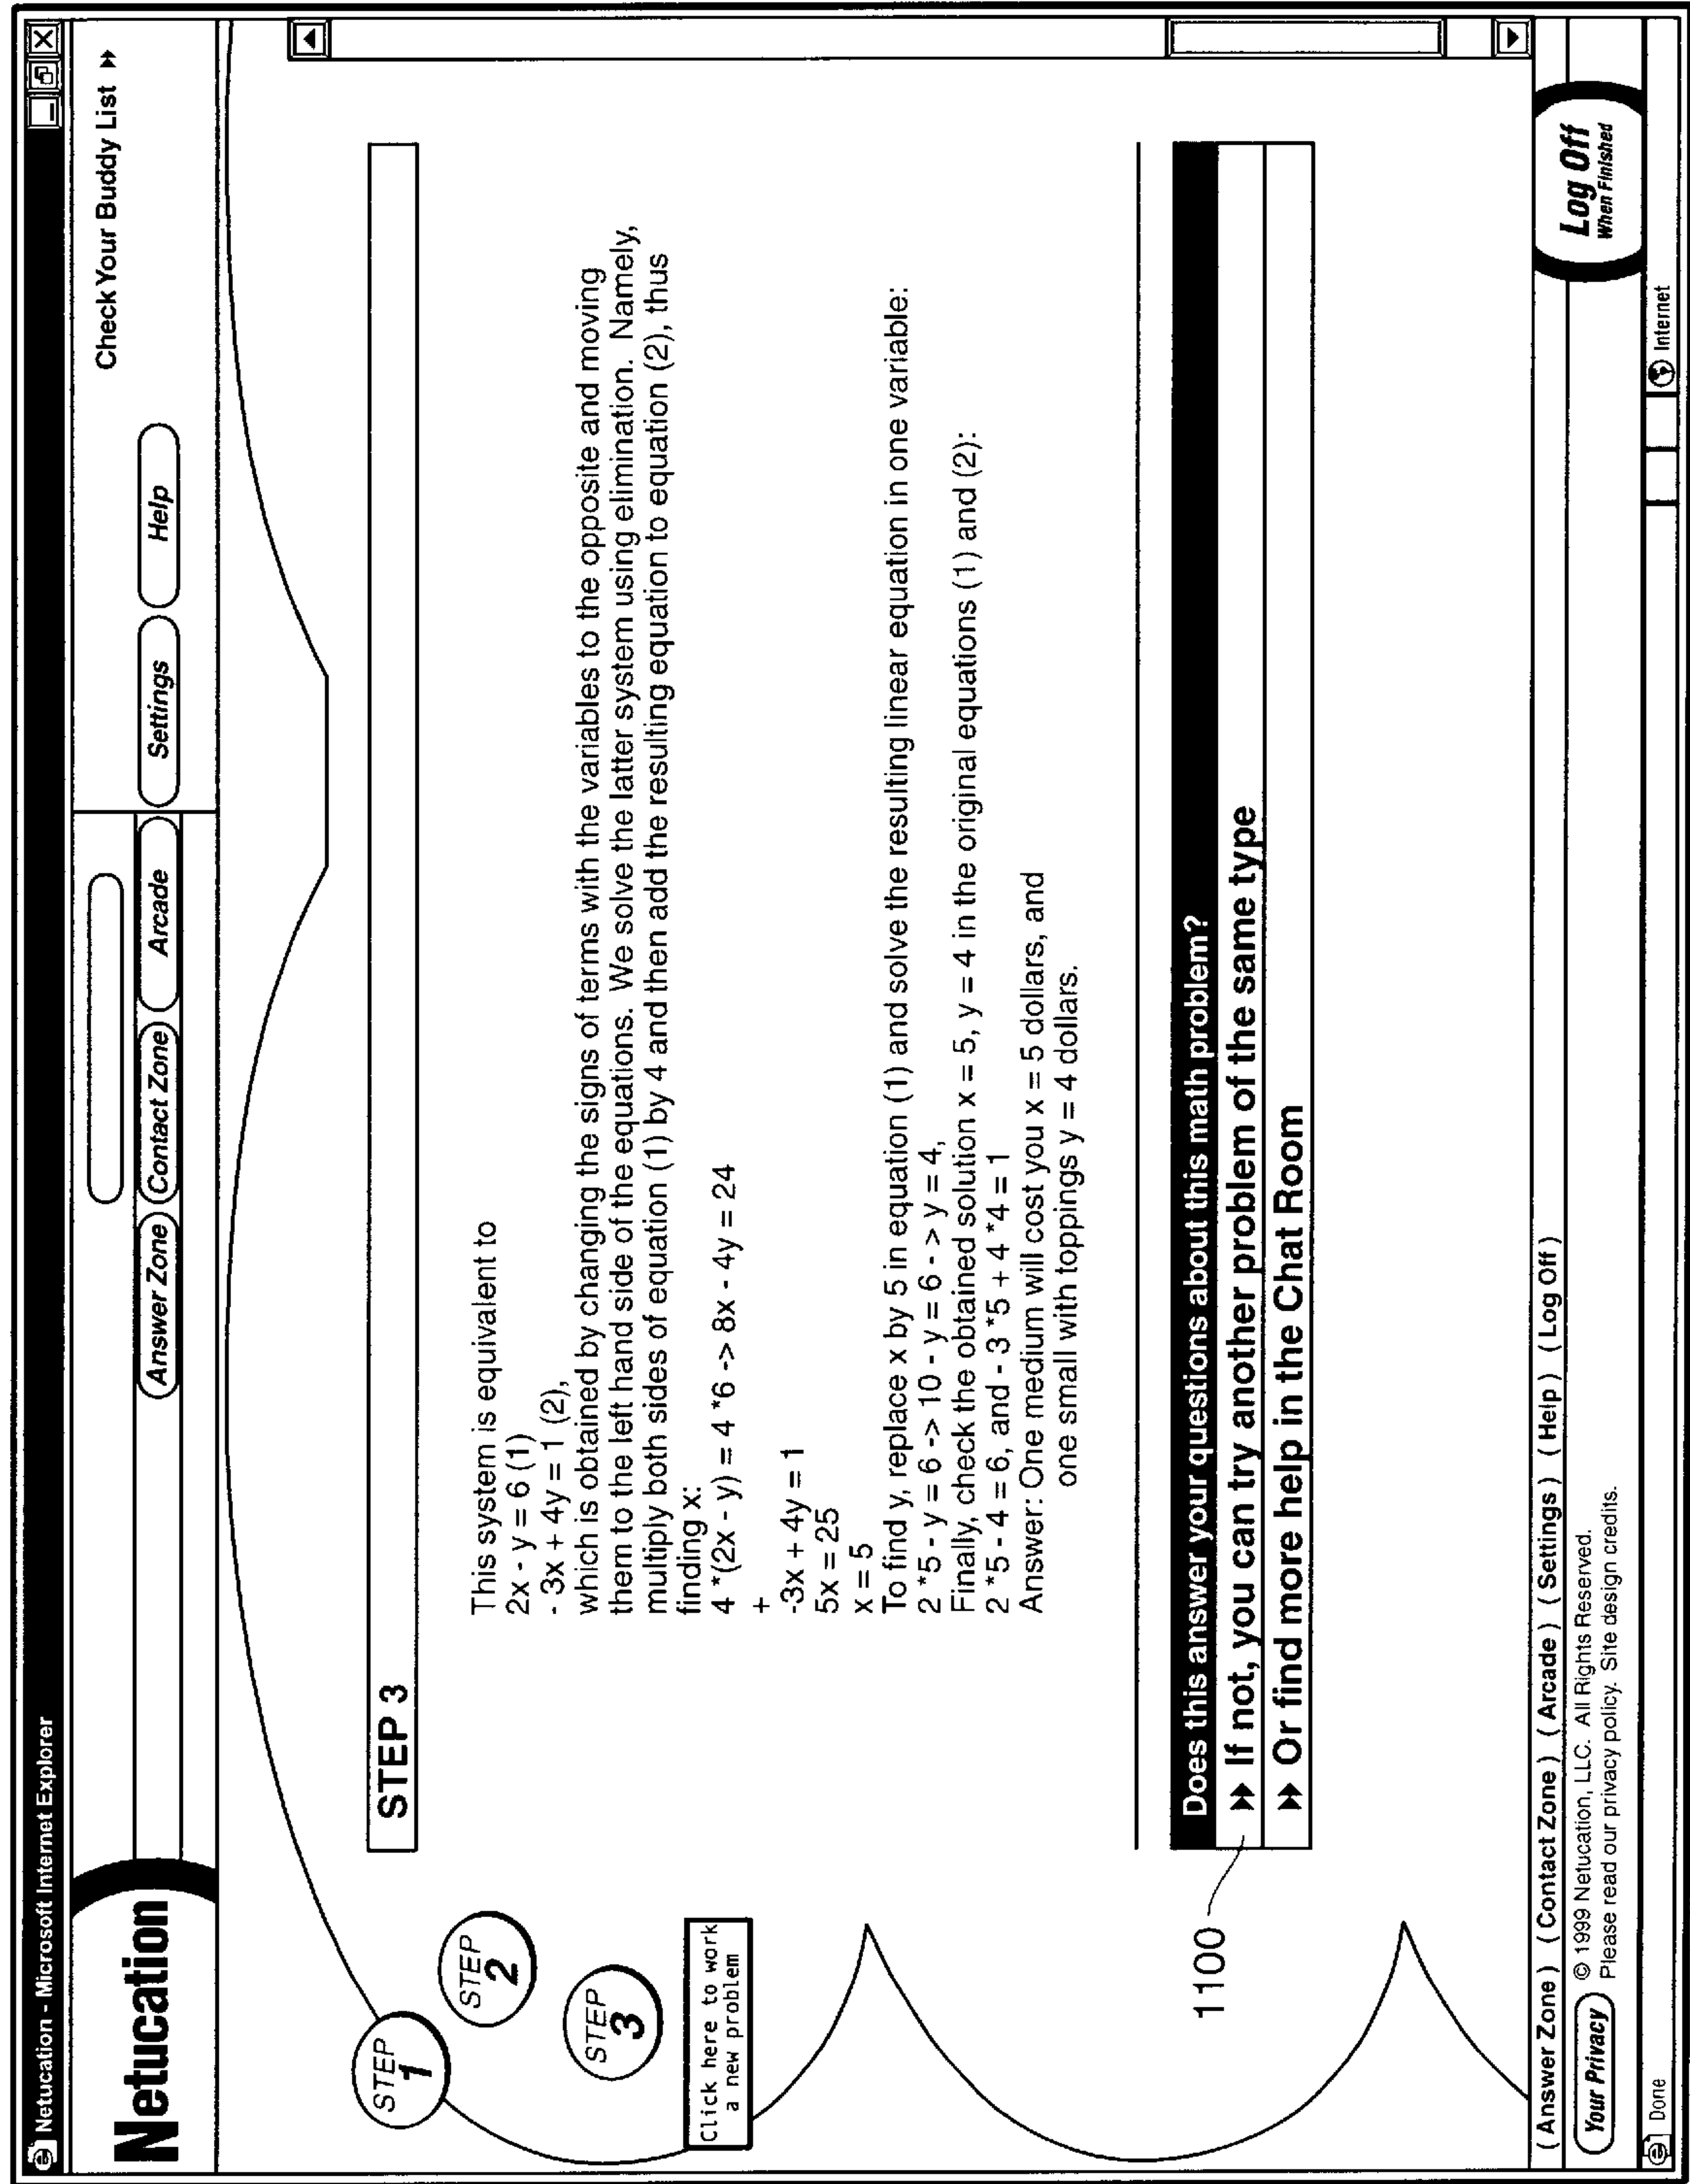 Netucation - Microsoft Internet Explorer
Netucation
Check Your Buddy List
Answer Zone Contact Zone Arcade Settings Help
STEP 1
STEP 2
STEP 3
Click here to work
a new problem
STEP 3
This system is equivalent to
2x - y = 6 (1)
- 3x + 4y = 1 (2),
which is obtained by changing the signs of terms with the variables to the opposite and moving
them to the left hand side of the equations. We solve the latter system using elimination. Namely,
multiply both sides of equation (1) by 4 and then add the resulting equation to equation (2), thus
finding x:
4 *(2x - y) = 4 *6 -> 8x - 4y = 24
+
-3x + 4y = 1
5x = 25
x = 5
To find y, replace x by 5 in equation (1) and solve the resulting linear equation in one variable:
2 *5 - y = 6 -> 10 - y = 6 - > y = 4,
Finally, check the obtained solution x = 5, y = 4 in the original equations (1) and (2):
2 *5 - 4 = 6, and - 3 *5 + 4 *4 = 1
Answer: One medium will cost you x = 5 dollars, and
one small with toppings y = 4 dollars.
Does this answer your questions about this math problem?
If not, you can try another problem of the same type
Or find more help in the Chat Room
1100
( Answer Zone ) ( Contact Zone ) ( Arcade ) ( Settings ) ( Help ) ( Log Off )
Your Privacy © 1999 Netucation, LLC. All Rights Reserved.
Please read our privacy policy. Site design credits.
Log Off
When Finished
Done
Internet